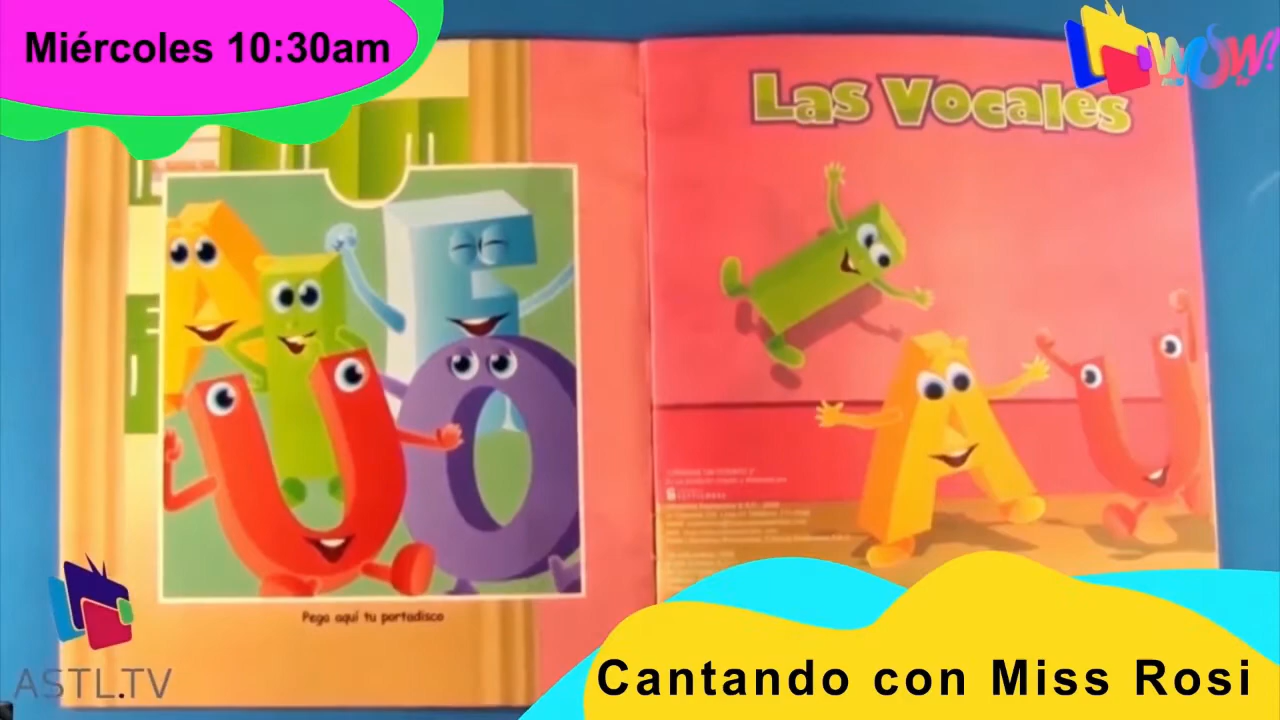 Miércoles 10:30am
WOW!
Las Vocales
Pega aquí tu portadisco
ASTL.TV
Cantando con Miss Rosi